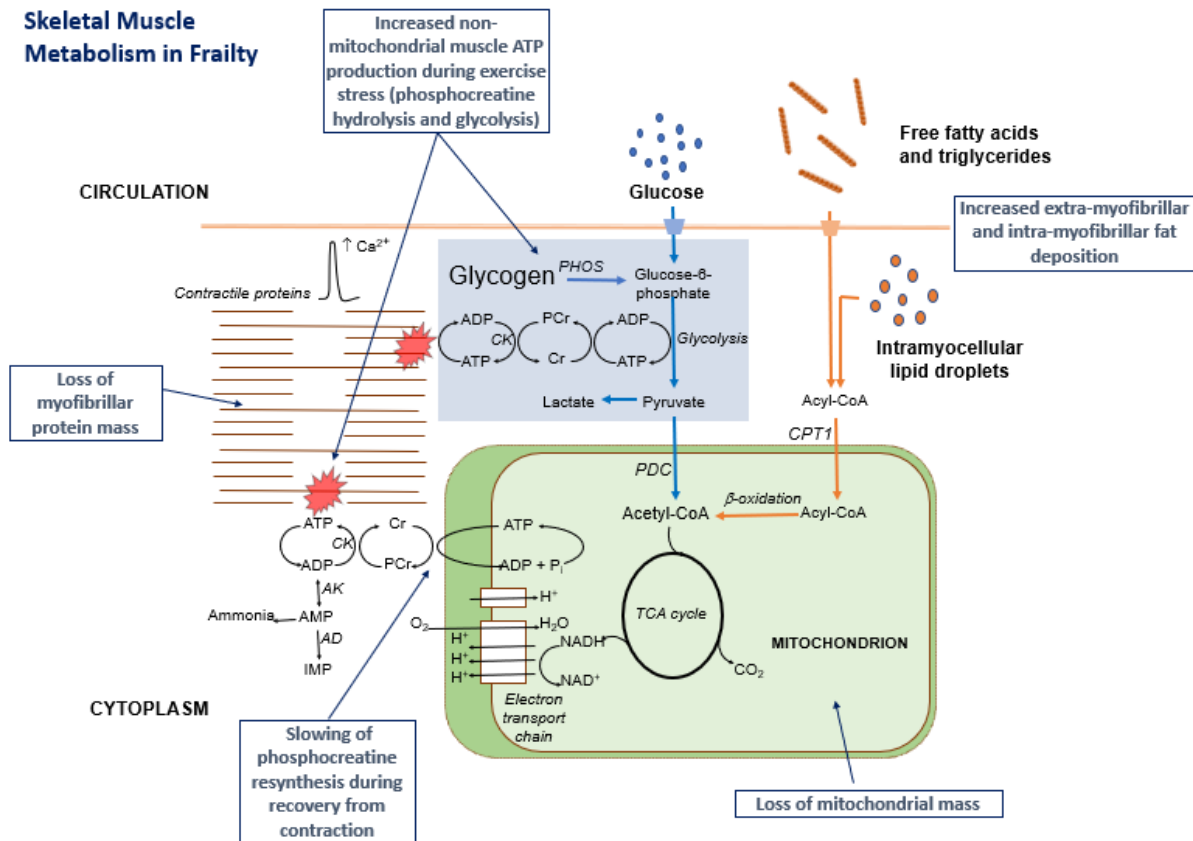 Skeletal Muscle
Metabolism in Frailty
Increased non-
mitochondrial muscle ATP
production during exercise
stress (phosphocreatine
hydrolysis and glycolysis)
Free fatty acids
and triglycerides
CIRCULATION
Glucose
Increased extra-myofibrillar
and intra-myofibrillar fat
deposition
↑ Ca²⁺
Contractile proteins
Glycogen
PHOS
Glucose-6-
phosphate
ADP
CK
ATP
PCr
Cr
ADP
ATP
Glycolysis
Lactate
Pyruvate
Intramyocellular
lipid droplets
Acyl-CoA
CPT1
Loss of
myofibrillar
protein mass
PDC
β-oxidation
Acetyl-CoA
Acyl-CoA
ATP
CK
ADP
Cr
PCr
ATP
ADP + Pᵢ
AK
Ammonia
AMP
AD
IMP
H⁺
O₂
H₂O
H⁺
H⁺
H⁺
NADH
NAD⁺
Electron
transport
chain
TCA cycle
CO₂
MITOCHONDRION
CYTOPLASM
Slowing of
phosphocreatine
resynthesis during
recovery from
contraction
Loss of mitochondrial mass